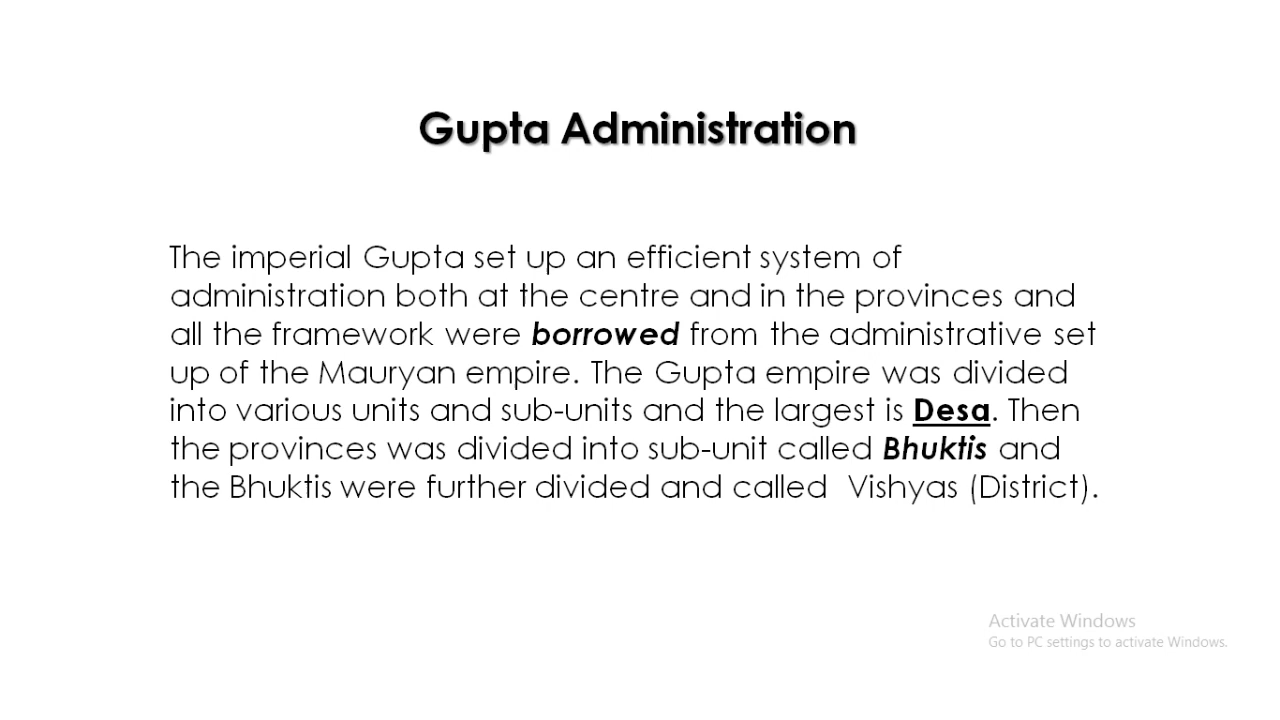 Gupta Administration
The imperial Gupta set up an efficient system of
administration both at the centre and in the provinces and
all the framework were borrowed from the administrative set
up of the Mauryan empire. The Gupta empire was divided
into various units and sub-units and the largest is Desa. Then
the provinces was divided into sub-unit called Bhuktis and
the Bhuktis were further divided and called Vishyas (District).
Activate Windows
Go to PC settings to activate Windows.